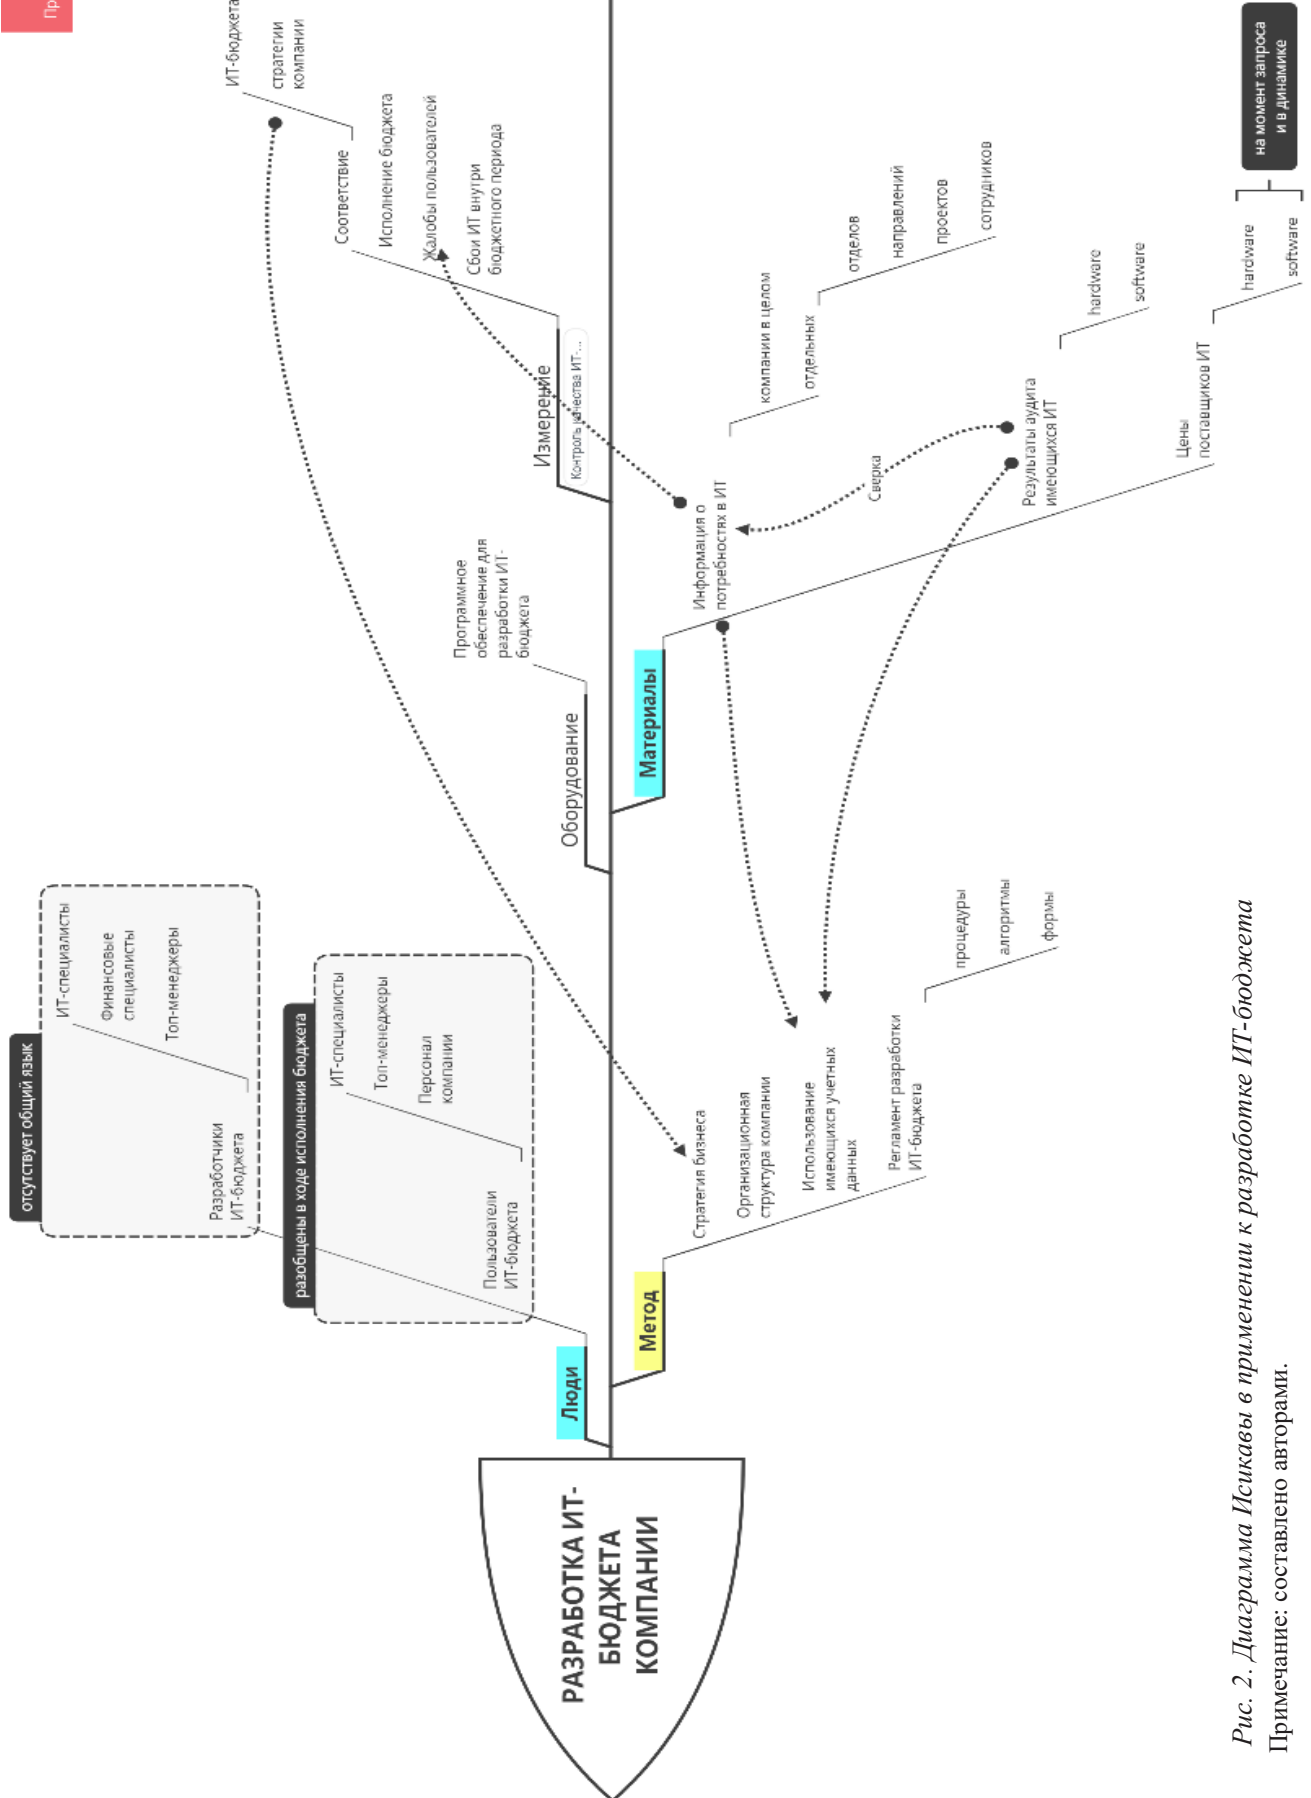 Пр
отсутствует общий язык
Разработчики
ИТ-бюджета
ИТ-специалисты
Финансовые
специалисты
Топ-менеджеры
разобщены в ходе исполнения бюджета
Пользователи
ИТ-бюджета
ИТ-специалисты
Топ-менеджеры
Персонал
компании
Люди
Оборудование
Программное
обеспечение для
разработки ИТ-
бюджета
Измерение
Контроль качества ИТ-...
Соответствие
ИТ-бюджета
стратегии
компании
Исполнение бюджета
Жалобы пользователей
Сбои ИТ внутри
бюджетного периода
РАЗРАБОТКА ИТ-
БЮДЖЕТА
КОМПАНИИ
Метод
Стратегия бизнеса
Организационная
структура компании
Использование
имеющихся учетных
данных
Регламент разработки
ИТ-бюджета
процедуры
алгоритмы
формы
Материалы
Информация о
потребностях в ИТ
компании в целом
отдельных
отделов
направлений
проектов
сотрудников
Сверка
Результаты аудита
имеющихся ИТ
hardware
software
Цены
поставщиков ИТ
hardware
software
на момент запроса
и в динамике
Рис. 2. Диаграмма Исикавы в применении к разработке ИТ-бюджета
Примечание: составлено авторами.